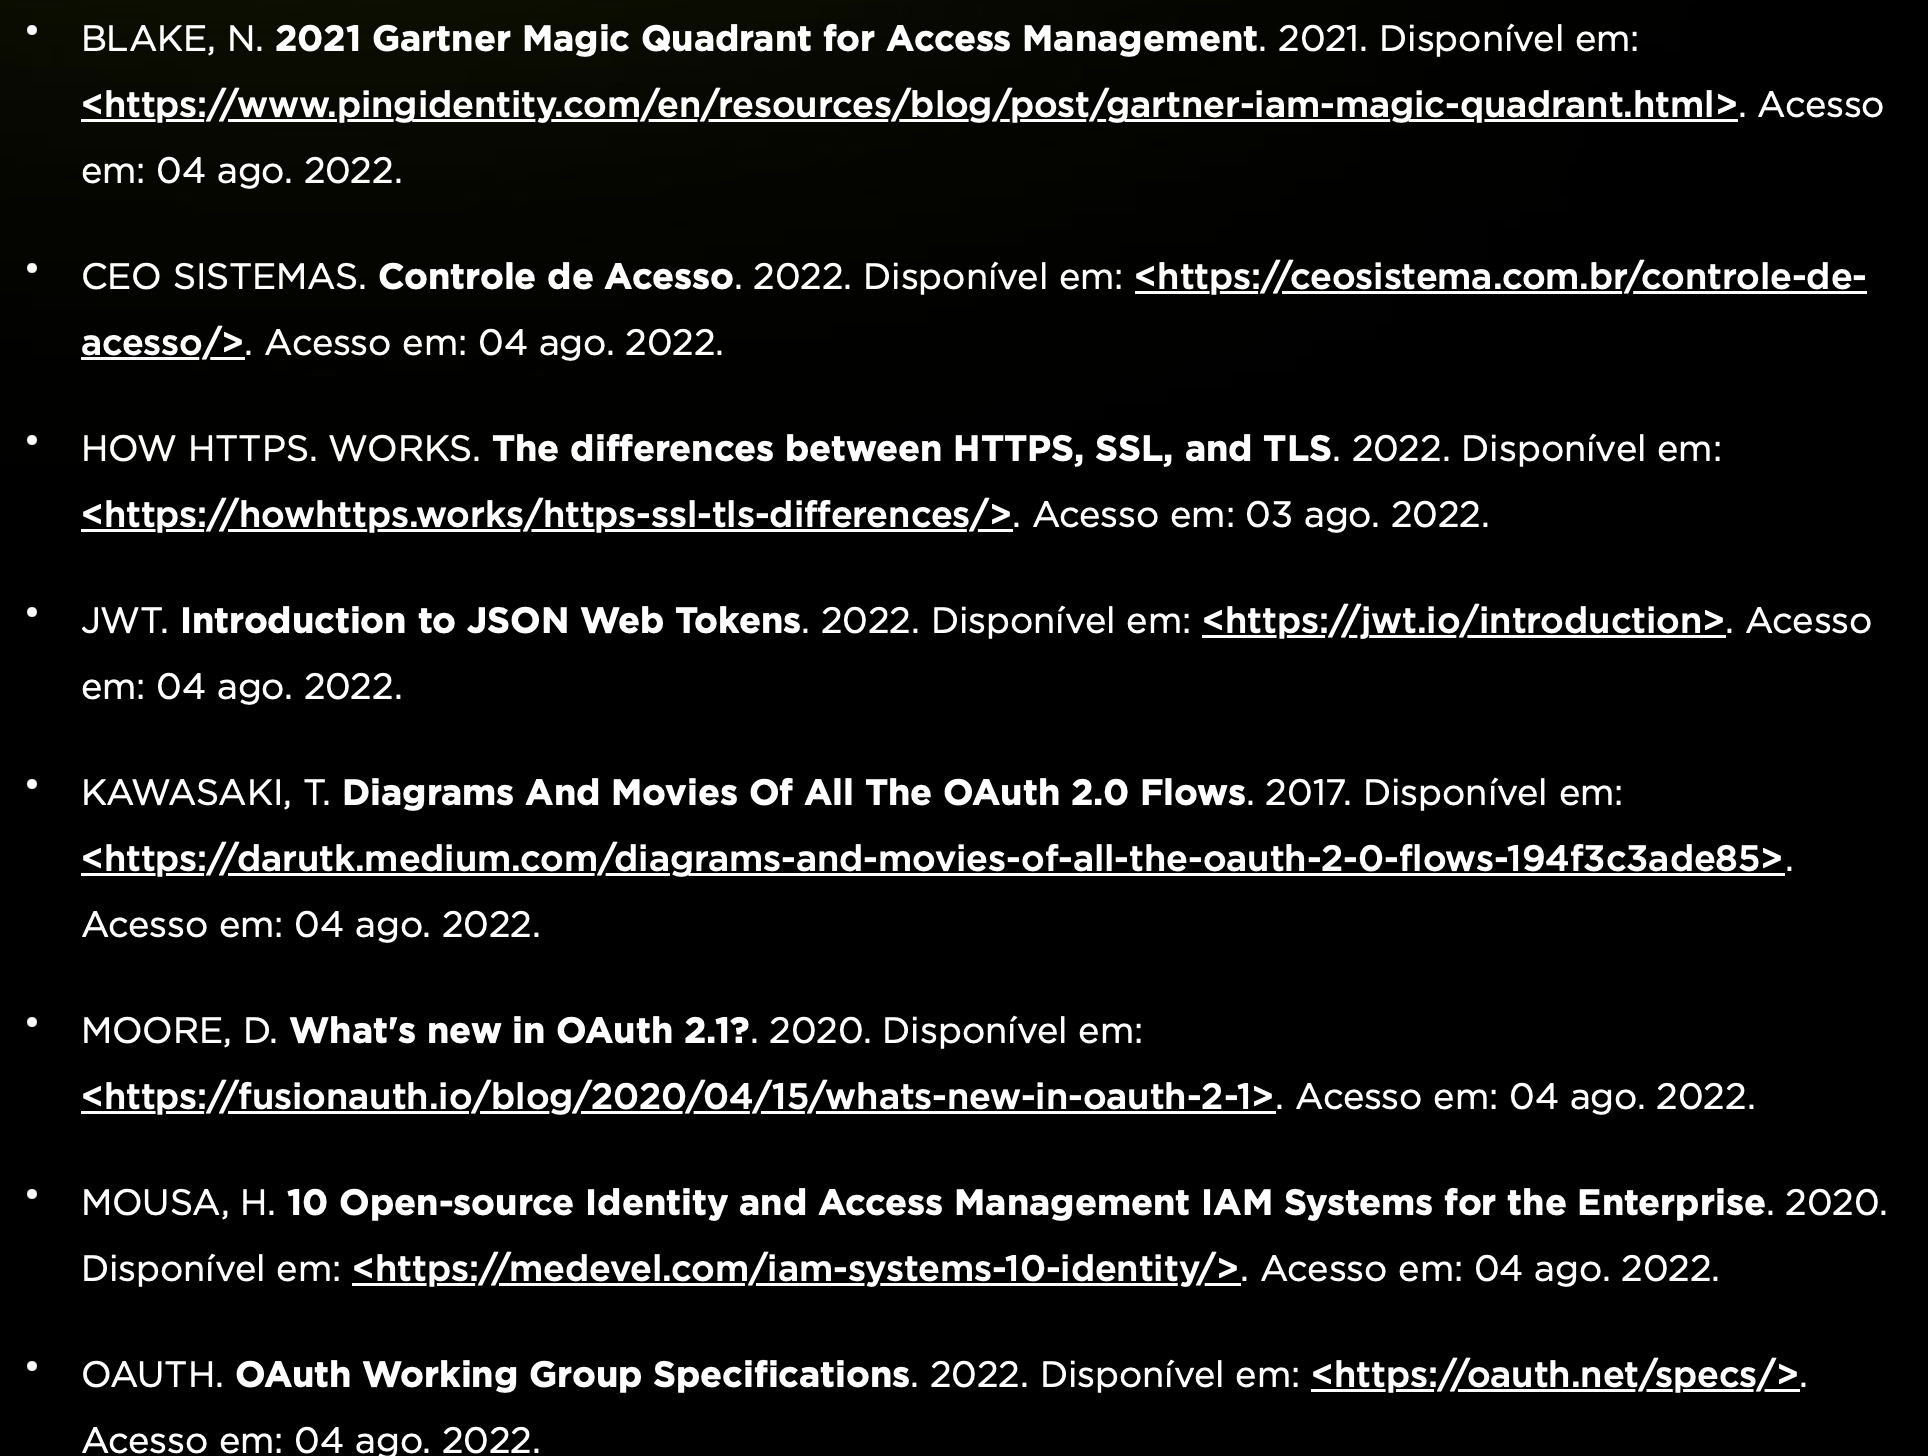 • BLAKE, N. 2021 Gartner Magic Quadrant for Access Management. 2021. Disponível em:
<https://www.pingidentity.com/en/resources/blog/post/gartner-iam-magic-quadrant.html>. Acesso
em: 04 ago. 2022.
• CEO SISTEMAS. Controle de Acesso. 2022. Disponível em: <https://ceosistema.com.br/controle-de-
acesso/>. Acesso em: 04 ago. 2022.
• HOW HTTPS. WORKS. The differences between HTTPS, SSL, and TLS. 2022. Disponível em:
<https://howhttps.works/https-ssl-tls-differences/>. Acesso em: 03 ago. 2022.
• JWT. Introduction to JSON Web Tokens. 2022. Disponível em: <https://jwt.io/introduction>. Acesso
em: 04 ago. 2022.
• KAWASAKI, T. Diagrams And Movies Of All The OAuth 2.0 Flows. 2017. Disponível em:
<https://darutk.medium.com/diagrams-and-movies-of-all-the-oauth-2-0-flows-194f3c3ade85>.
Acesso em: 04 ago. 2022.
• MOORE, D. What's new in OAuth 2.1?. 2020. Disponível em:
<https://fusionauth.io/blog/2020/04/15/whats-new-in-oauth-2-1>. Acesso em: 04 ago. 2022.
• MOUSA, H. 10 Open-source Identity and Access Management IAM Systems for the Enterprise. 2020.
Disponível em: <https://medevel.com/iam-systems-10-identity/>. Acesso em: 04 ago. 2022.
• OAUTH. OAuth Working Group Specifications. 2022. Disponível em: <https://oauth.net/specs/>.
Acesso em: 04 ago. 2022.